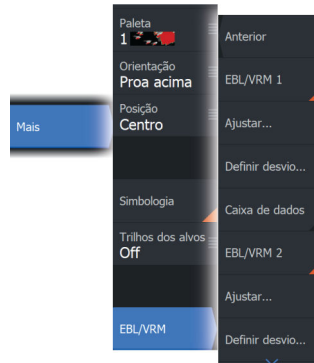 Mais
Paleta
1
Orientação
Proa acima
Posição
Centro
Simbologia
Trilhos dos alvos
Off
EBL/VRM
Anterior
EBL/VRM 1
Ajustar...
Definir desvio...
Caixa de dados
EBL/VRM 2
Ajustar...
Definir desvio...